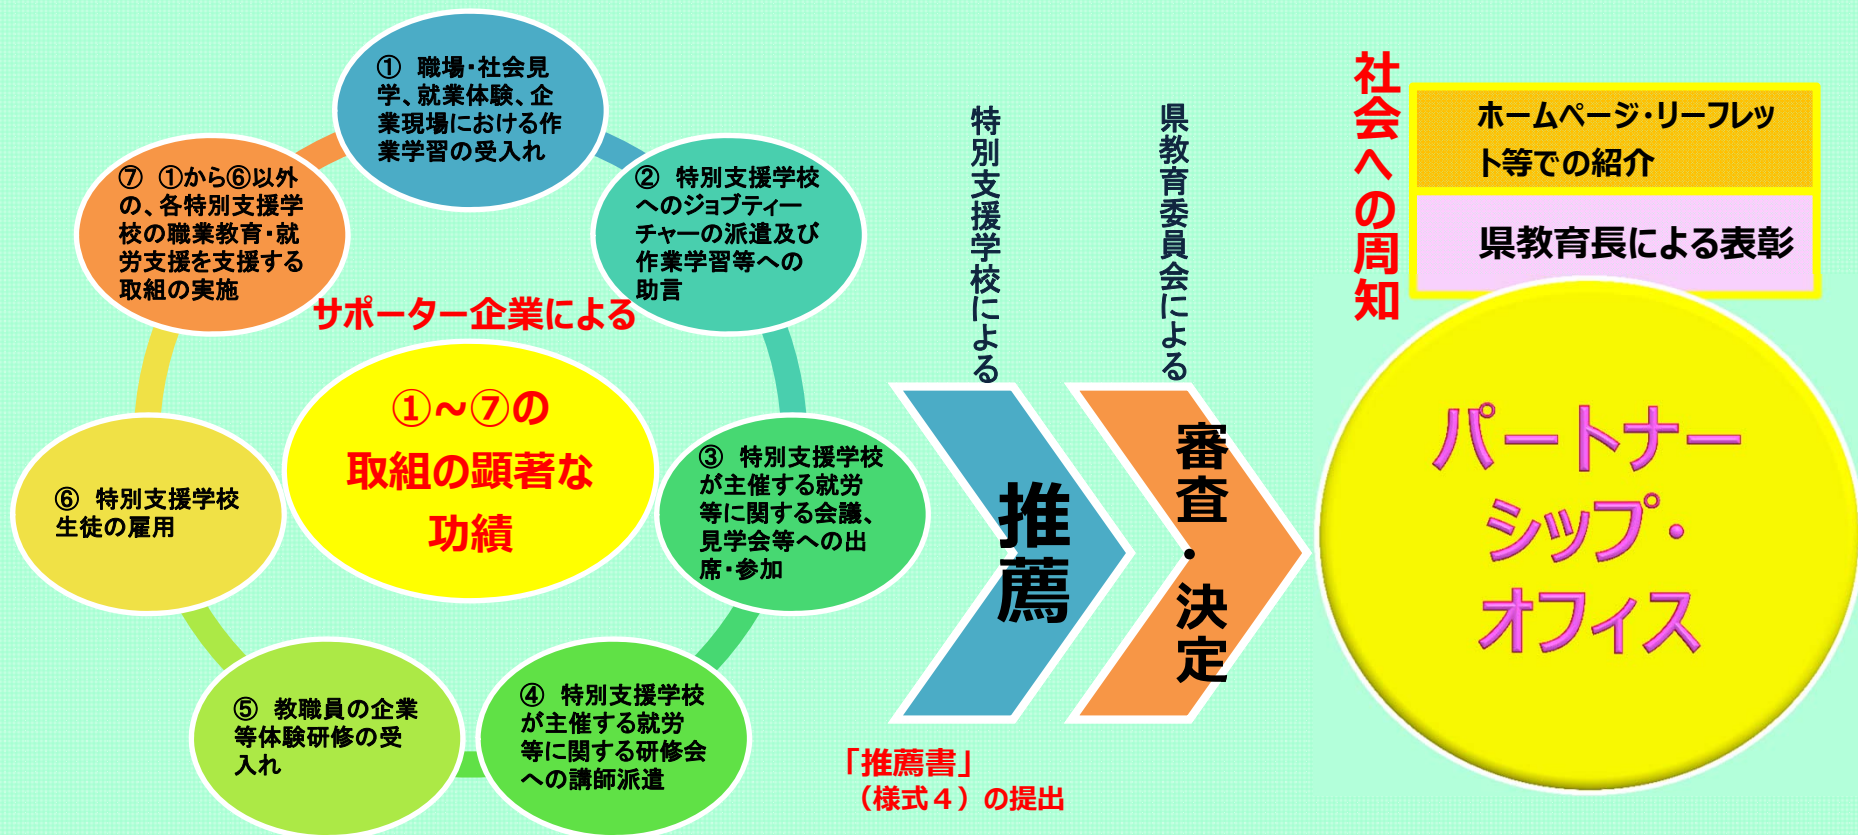 ① 職場・社会見
学、就業体験、企
業現場における作
業学習の受入れ
② 特別支援学校
へのジョブティー
チャーの派遣及び
作業学習等への
助言
③ 特別支援学校
が主催する就労
等に関する会議、
見学会等への出
席・参加
④ 特別支援学校
が主催する就労
等に関する研修会
への講師派遣
⑤ 教職員の企業
等体験研修の受
入れ
⑥ 特別支援学校
生徒の雇用
⑦ ①から⑥以外
の、各特別支援学
校の職業教育・就
労支援を支援する
取組の実施
サポーター企業による
①～⑦の
取組の顕著な
功績
特別支援学校による
推薦
「推薦書」
（様式４）の提出
県教育委員会による
審査・決定
社会への周知
ホームページ・リーフレッ
ト等での紹介
県教育長による表彰
パートナー
シップ・
オフィス